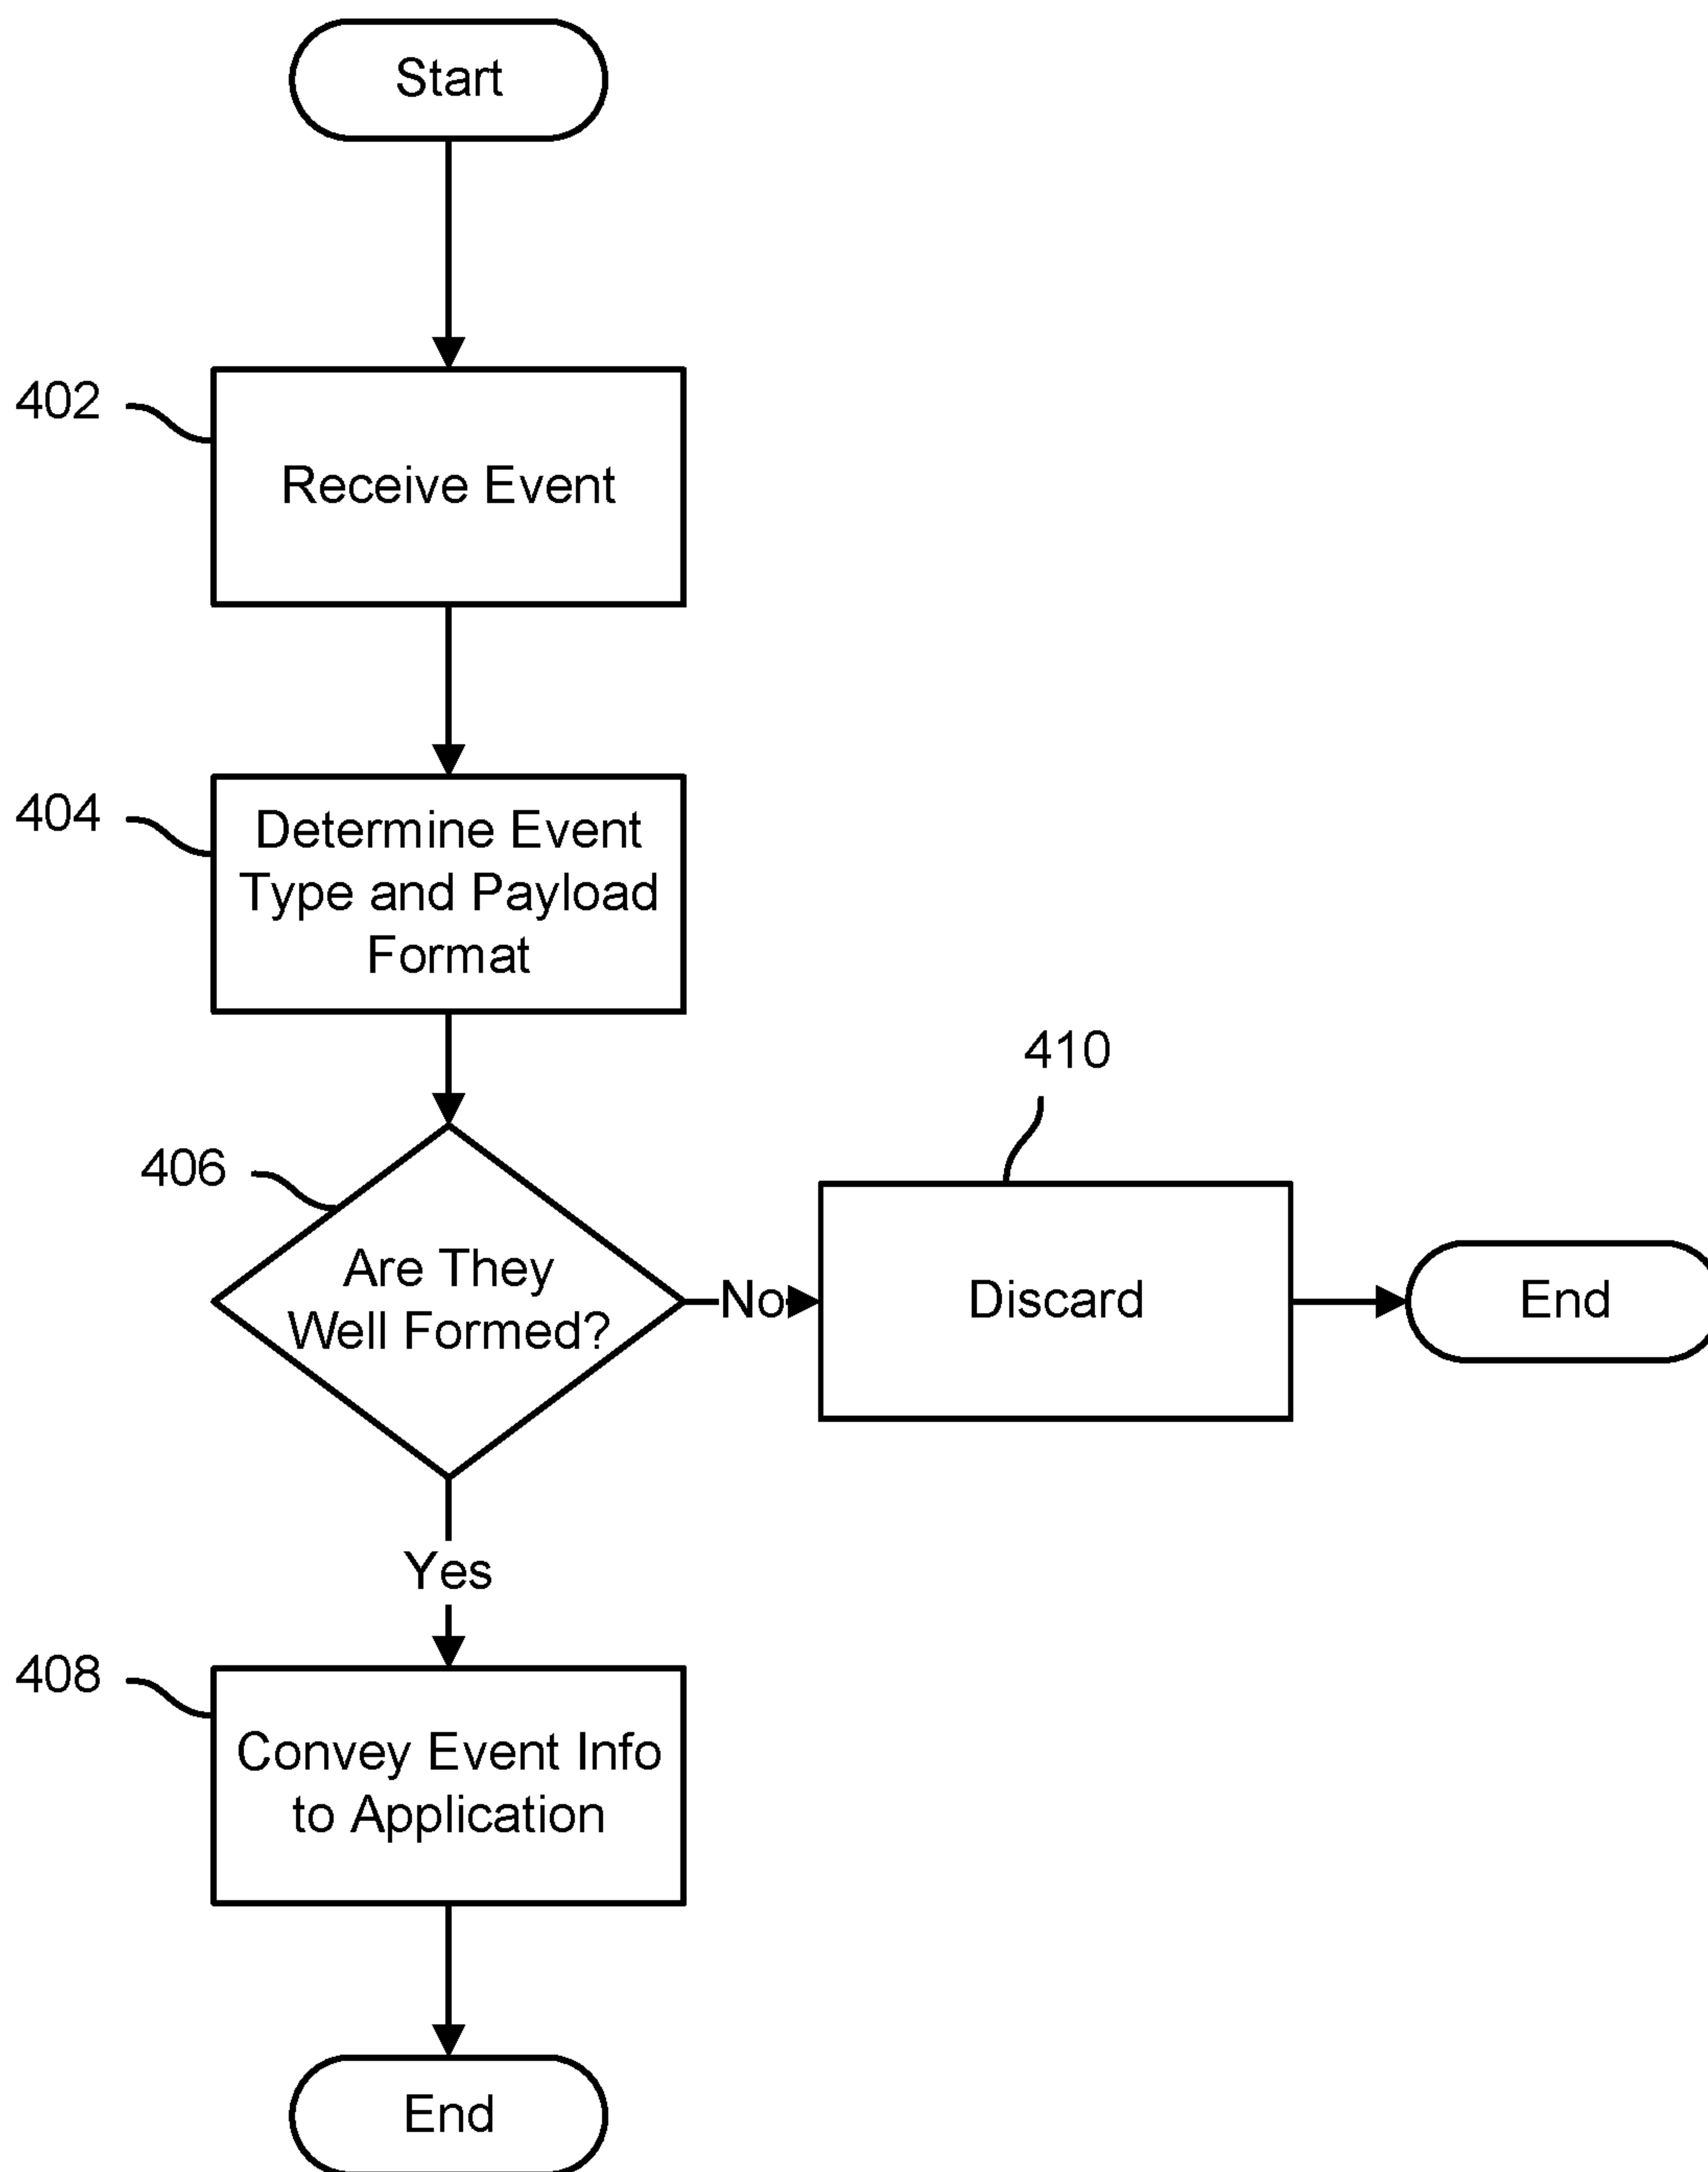 Start
402
Receive Event
404
Determine Event
Type and Payload
Format
410
406
Are They
Well Formed?
No
Discard
End
Yes
408
Convey Event Info
to Application
End